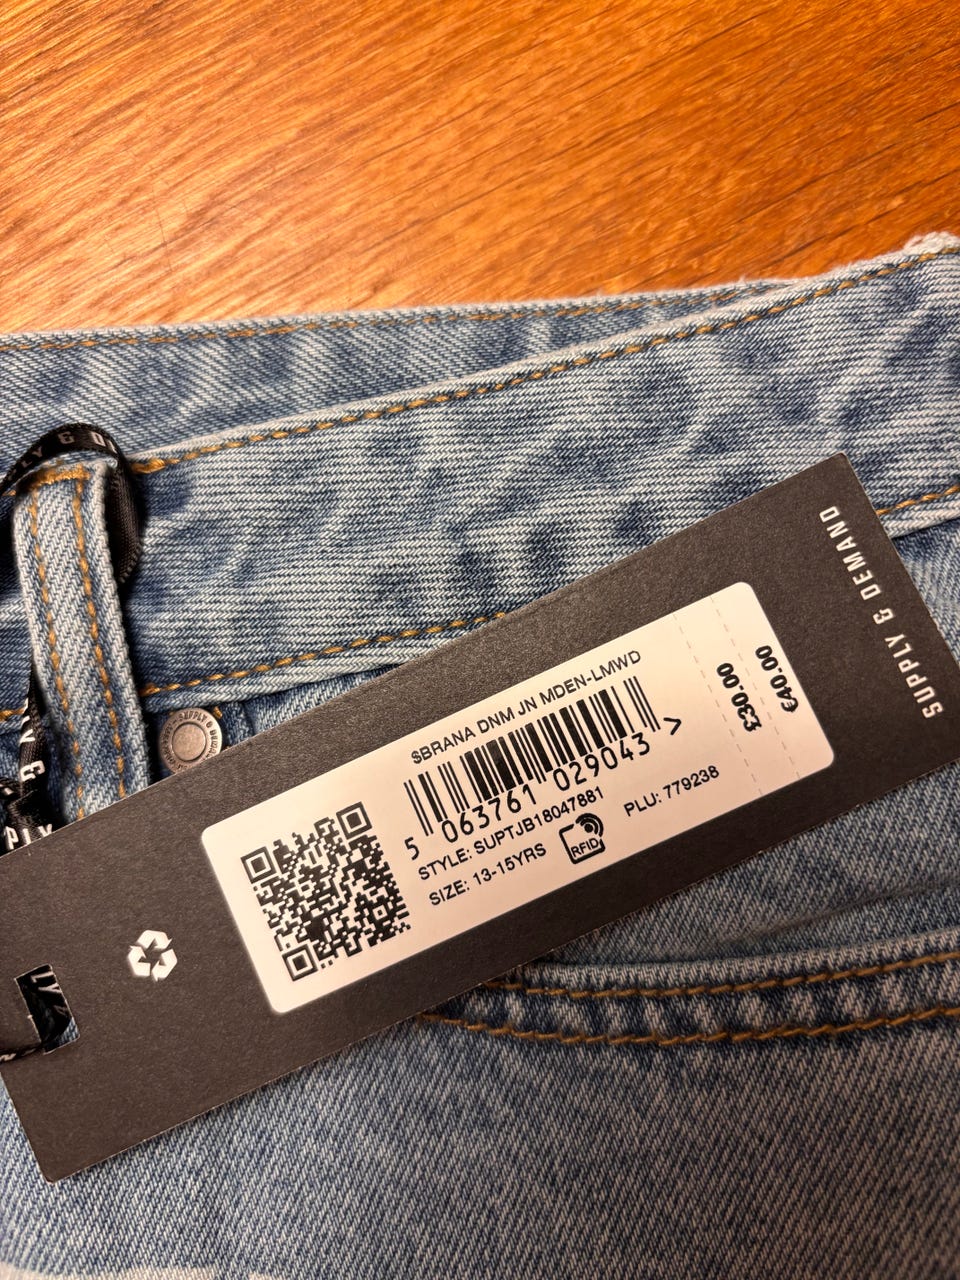 SUPPLY & DEMAND
$BRANA DNM JN MDEN-LMWD
5 063761 029043 >
STYLE: SUPTJB18047881
SIZE: 13-15YRS
RFID
PLU: 779238
£30.00
€40.00
PLY & D